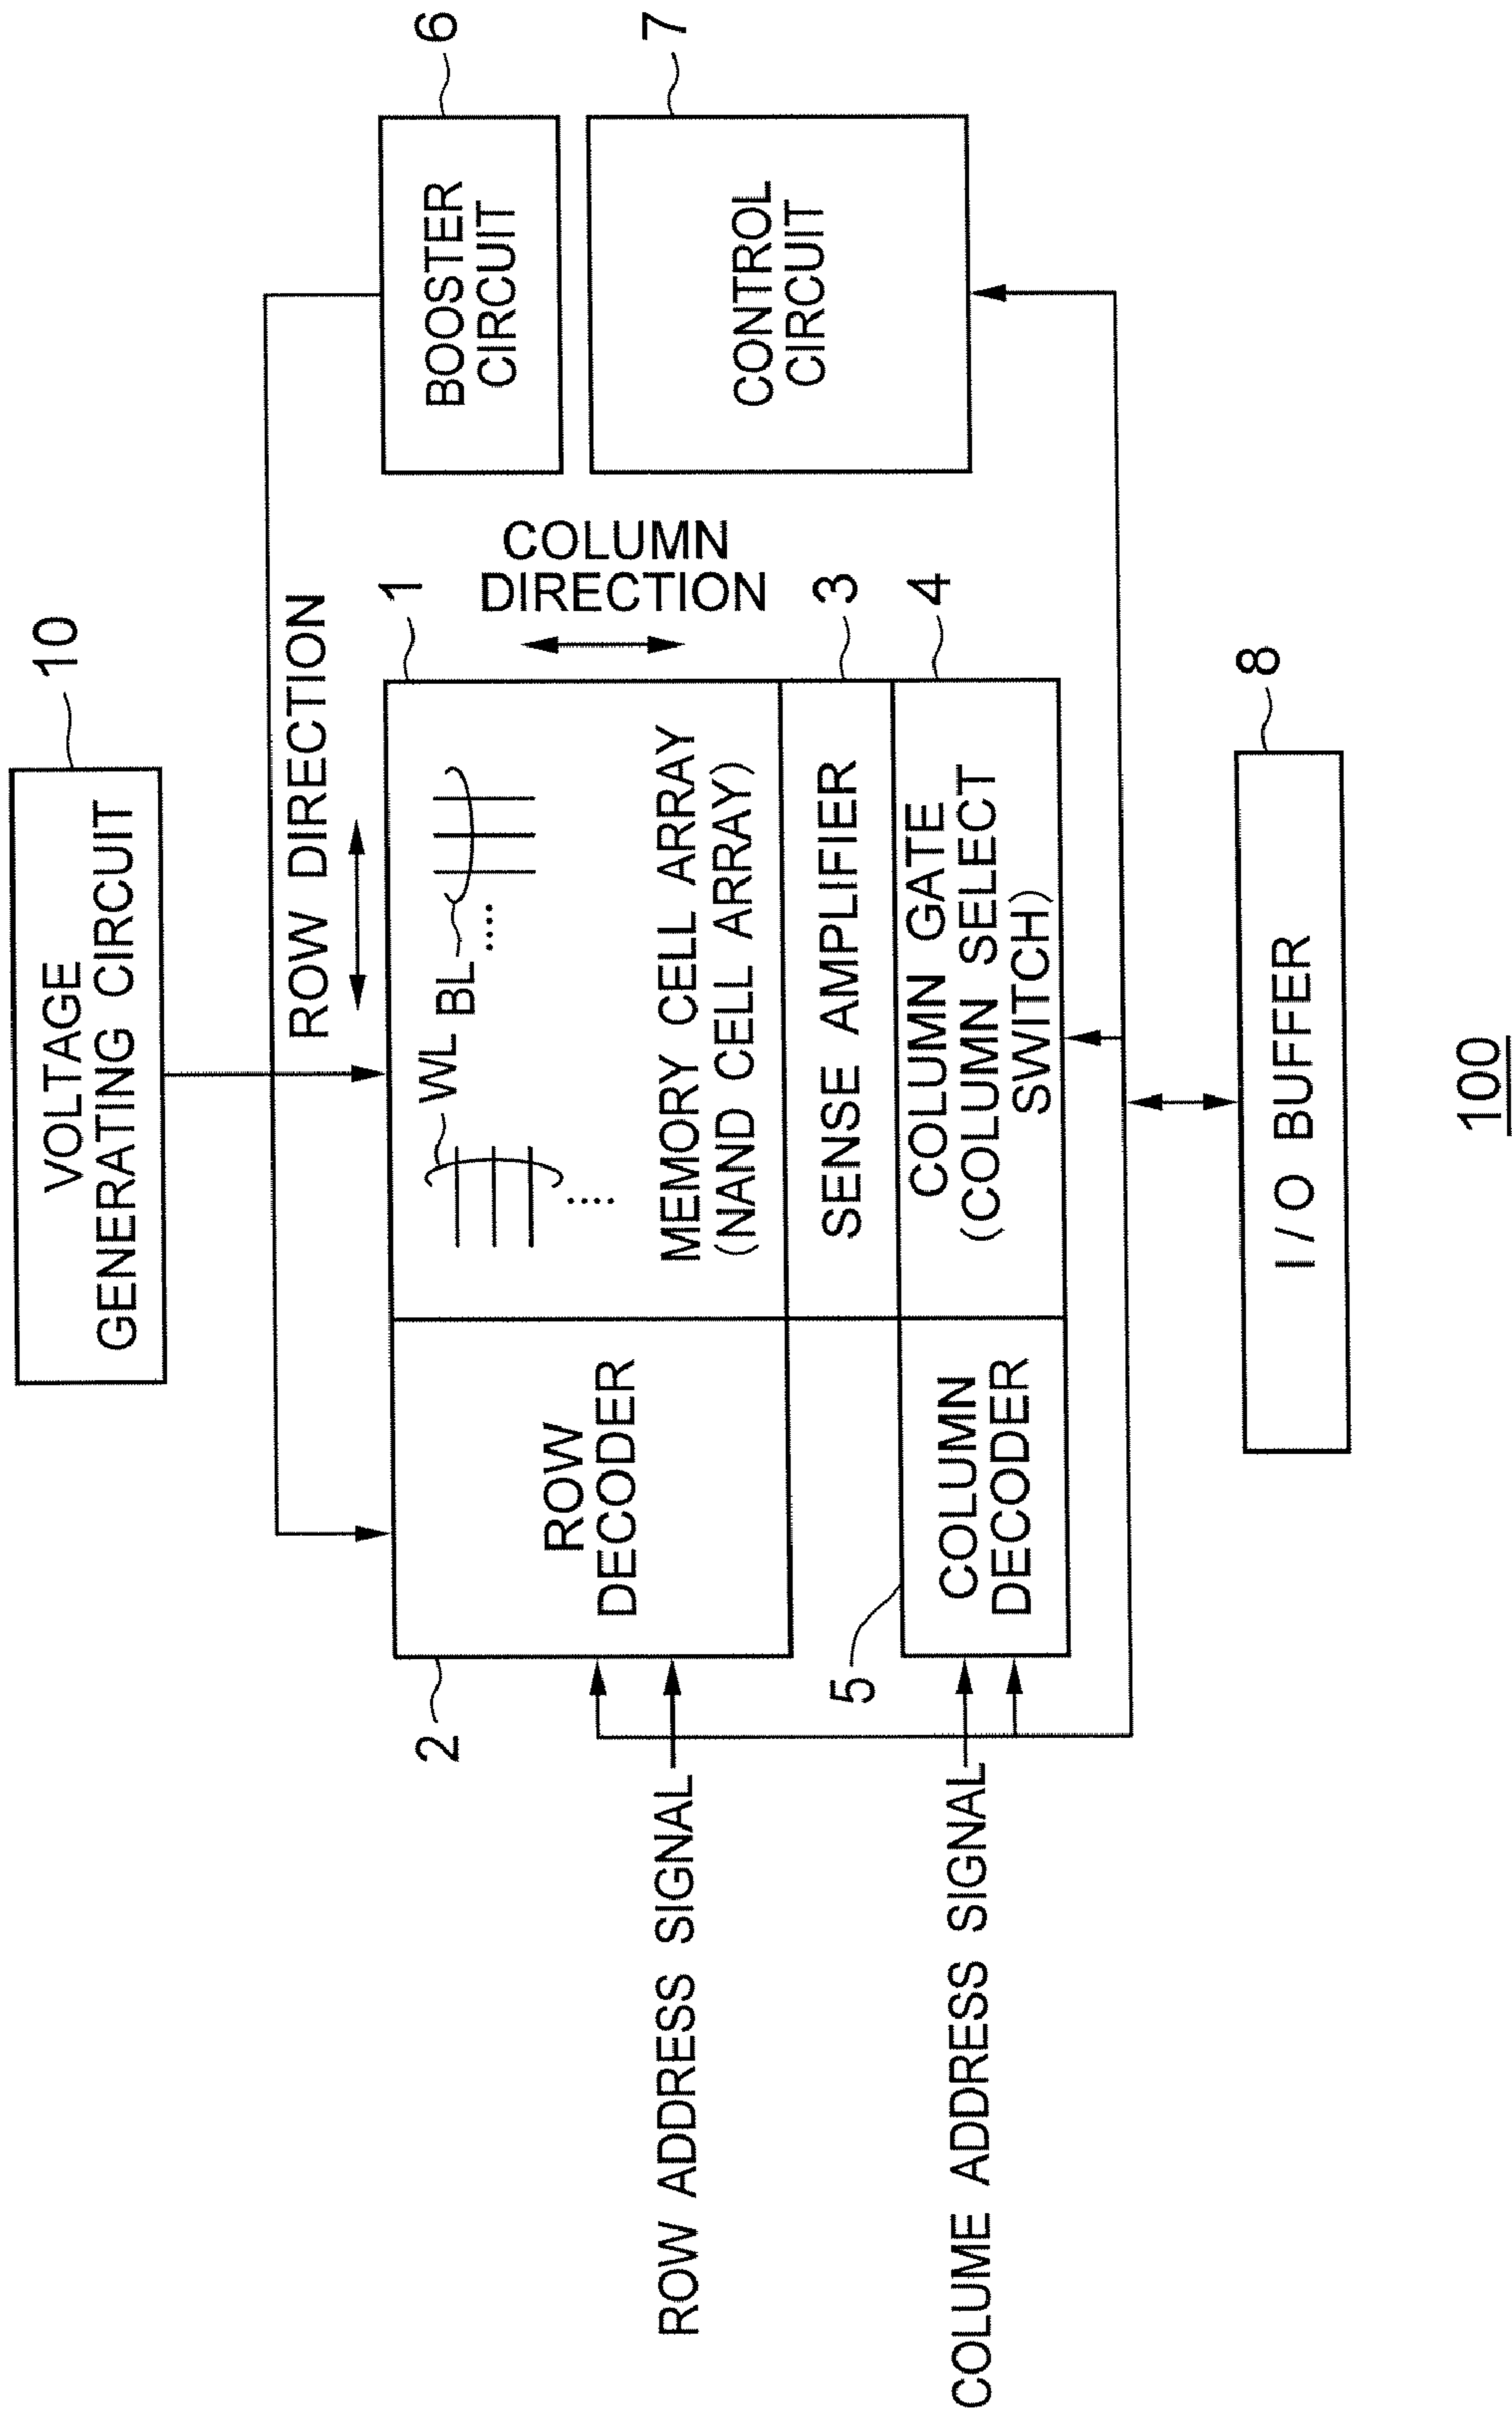 VOLTAGE
GENERATING CIRCUIT
10
ROW DIRECTION
2
ROW
DECODER
WL
BL
....
....
MEMORY CELL ARRAY
(NAND CELL ARRAY)
1
COLUMN
DIRECTION
BOOSTER
CIRCUIT
6
CONTROL
CIRCUIT
7
ROW ADDRESS SIGNAL
SENSE AMPLIFIER
3
5
COLUMN
DECODER
COLUMN GATE
(COLUMN SELECT
SWITCH)
4
COLUME ADDRESS SIGNAL
I / O BUFFER
8
100